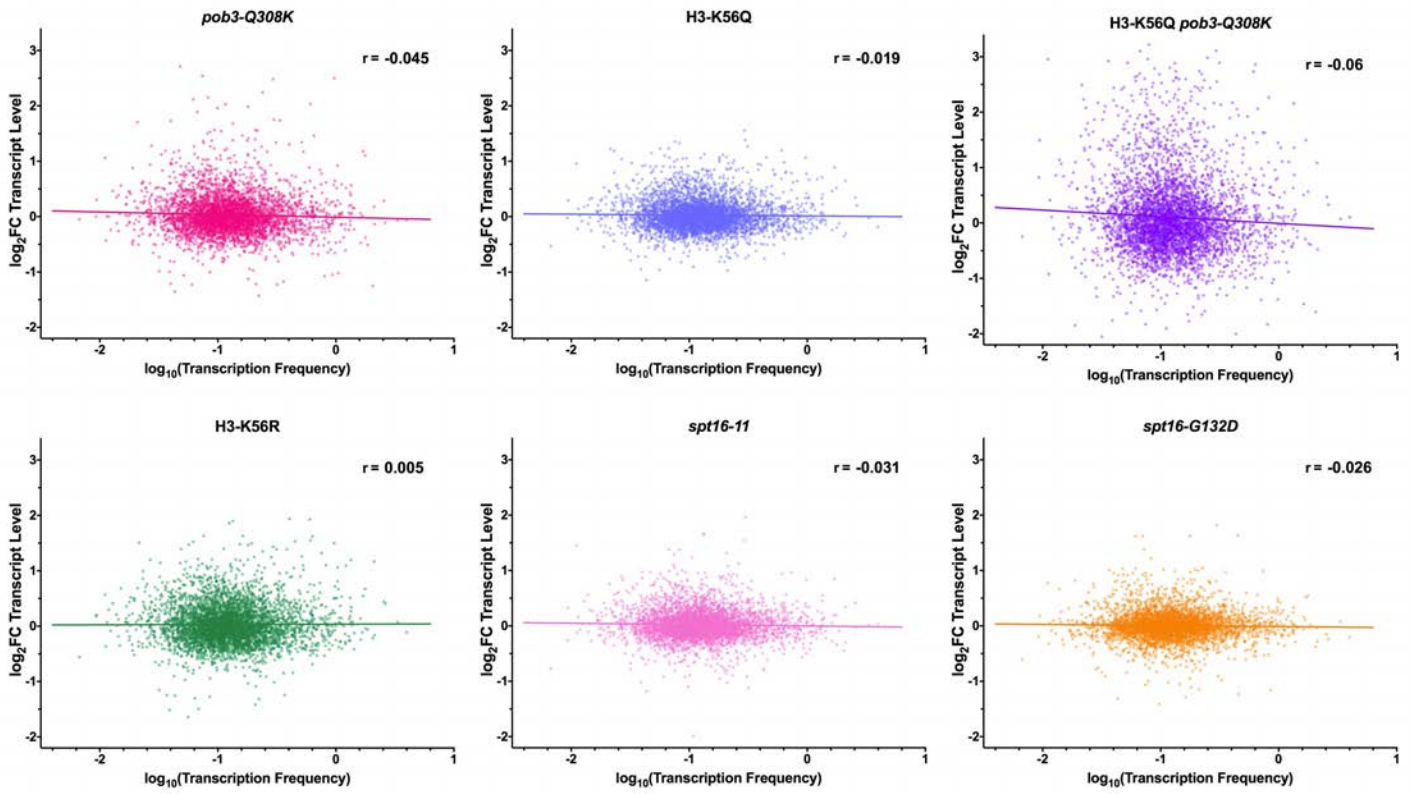 pob3-Q308K
r = -0.045
log₂FC Transcript Level
3
2
1
0
-1
-2
-2 -1 0 1
log₁₀(Transcription Frequency)
H3-K56Q
r = -0.019
log₂FC Transcript Level
3
2
1
0
-1
-2
-2 -1 0 1
log₁₀(Transcription Frequency)
H3-K56Q pob3-Q308K
r = -0.06
log₂FC Transcript Level
3
2
1
0
-1
-2
-2 -1 0 1
log₁₀(Transcription Frequency)
H3-K56R
r = 0.005
log₂FC Transcript Level
3
2
1
0
-1
-2
-2 -1 0 1
log₁₀(Transcription Frequency)
spt16-11
r = -0.031
log₂FC Transcript Level
3
2
1
0
-1
-2
-2 -1 0 1
log₁₀(Transcription Frequency)
spt16-G132D
r = -0.026
log₂FC Transcript Level
3
2
1
0
-1
-2
-2 -1 0 1
log₁₀(Transcription Frequency)